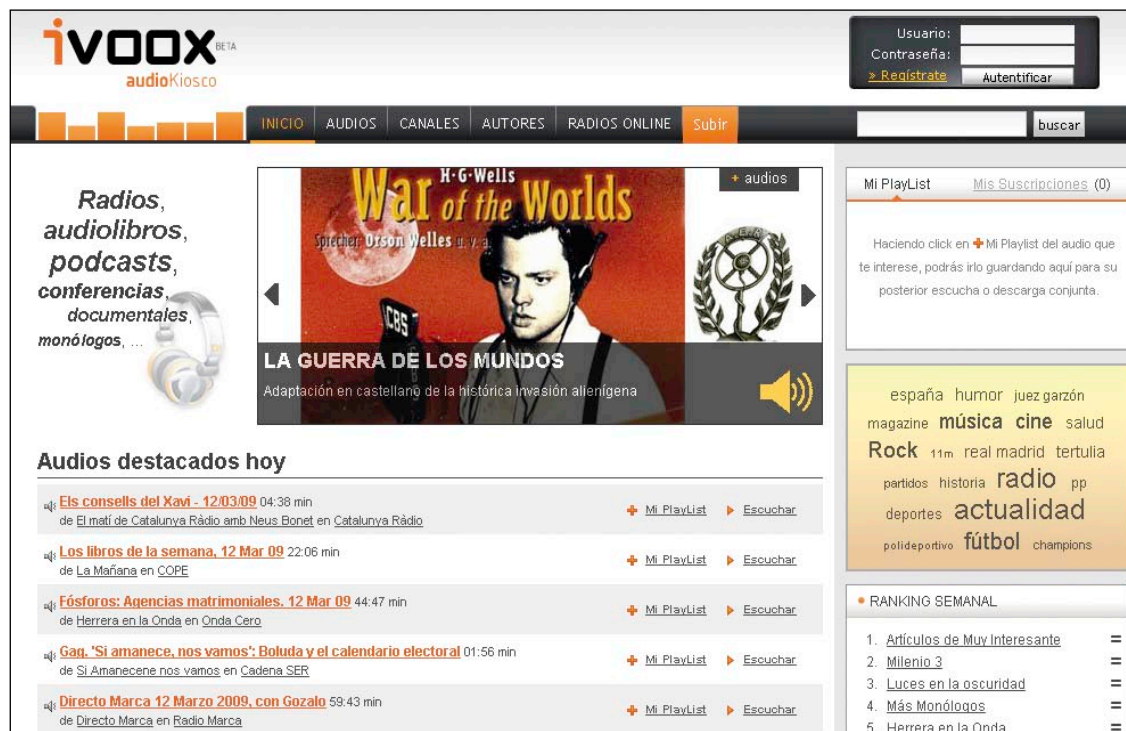 ivoox BETA
audioKiosco
Usuario:
Contraseña:
» Regístrate Autentificar
INICIO AUDIOS CANALES AUTORES RADIOS ONLINE Subir
buscar
Radios,
audiolibros,
podcasts,
conferencias,
documentales,
monólogos, ...
H·G·Wells
War of the Worlds
Sprecher: Orson Welles u. v. a.
CBS
+ audios
LA GUERRA DE LOS MUNDOS
Adaptación en castellano de la histórica invasión alienígena
Mi PlayList Mis Suscripciones (0)
Haciendo click en + Mi Playlist del audio que
te interese, podrás irlo guardando aquí para su
posterior escucha o descarga conjunta.
españa humor juez garzón
magazine música cine salud
Rock 11m real madrid tertulia
partidos historia radio pp
deportes actualidad
polideportivo fútbol champions
Audios destacados hoy
Els consells del Xavi - 12/03/09 04:38 min
de El matí de Catalunya Ràdio amb Neus Bonet en Catalunya Ràdio
Mi PlayList Escuchar
Los libros de la semana, 12 Mar 09 22:06 min
de La Mañana en COPE
Mi PlayList Escuchar
Fósforos: Agencias matrimoniales. 12 Mar 09 44:47 min
de Herrera en la Onda en Onda Cero
Mi PlayList Escuchar
Gag. 'Si amanece, nos vamos': Boluda y el calendario electoral 01:56 min
de Si Amanecene nos vamos en Cadena SER
Mi PlayList Escuchar
Directo Marca 12 Marzo 2009, con Gozalo 59:43 min
de Directo Marca en Radio Marca
Mi PlayList Escuchar
RANKING SEMANAL
1. Artículos de Muy Interesante =
2. Milenio 3 =
3. Luces en la oscuridad =
4. Más Monólogos =
5. Herrera en la Onda =